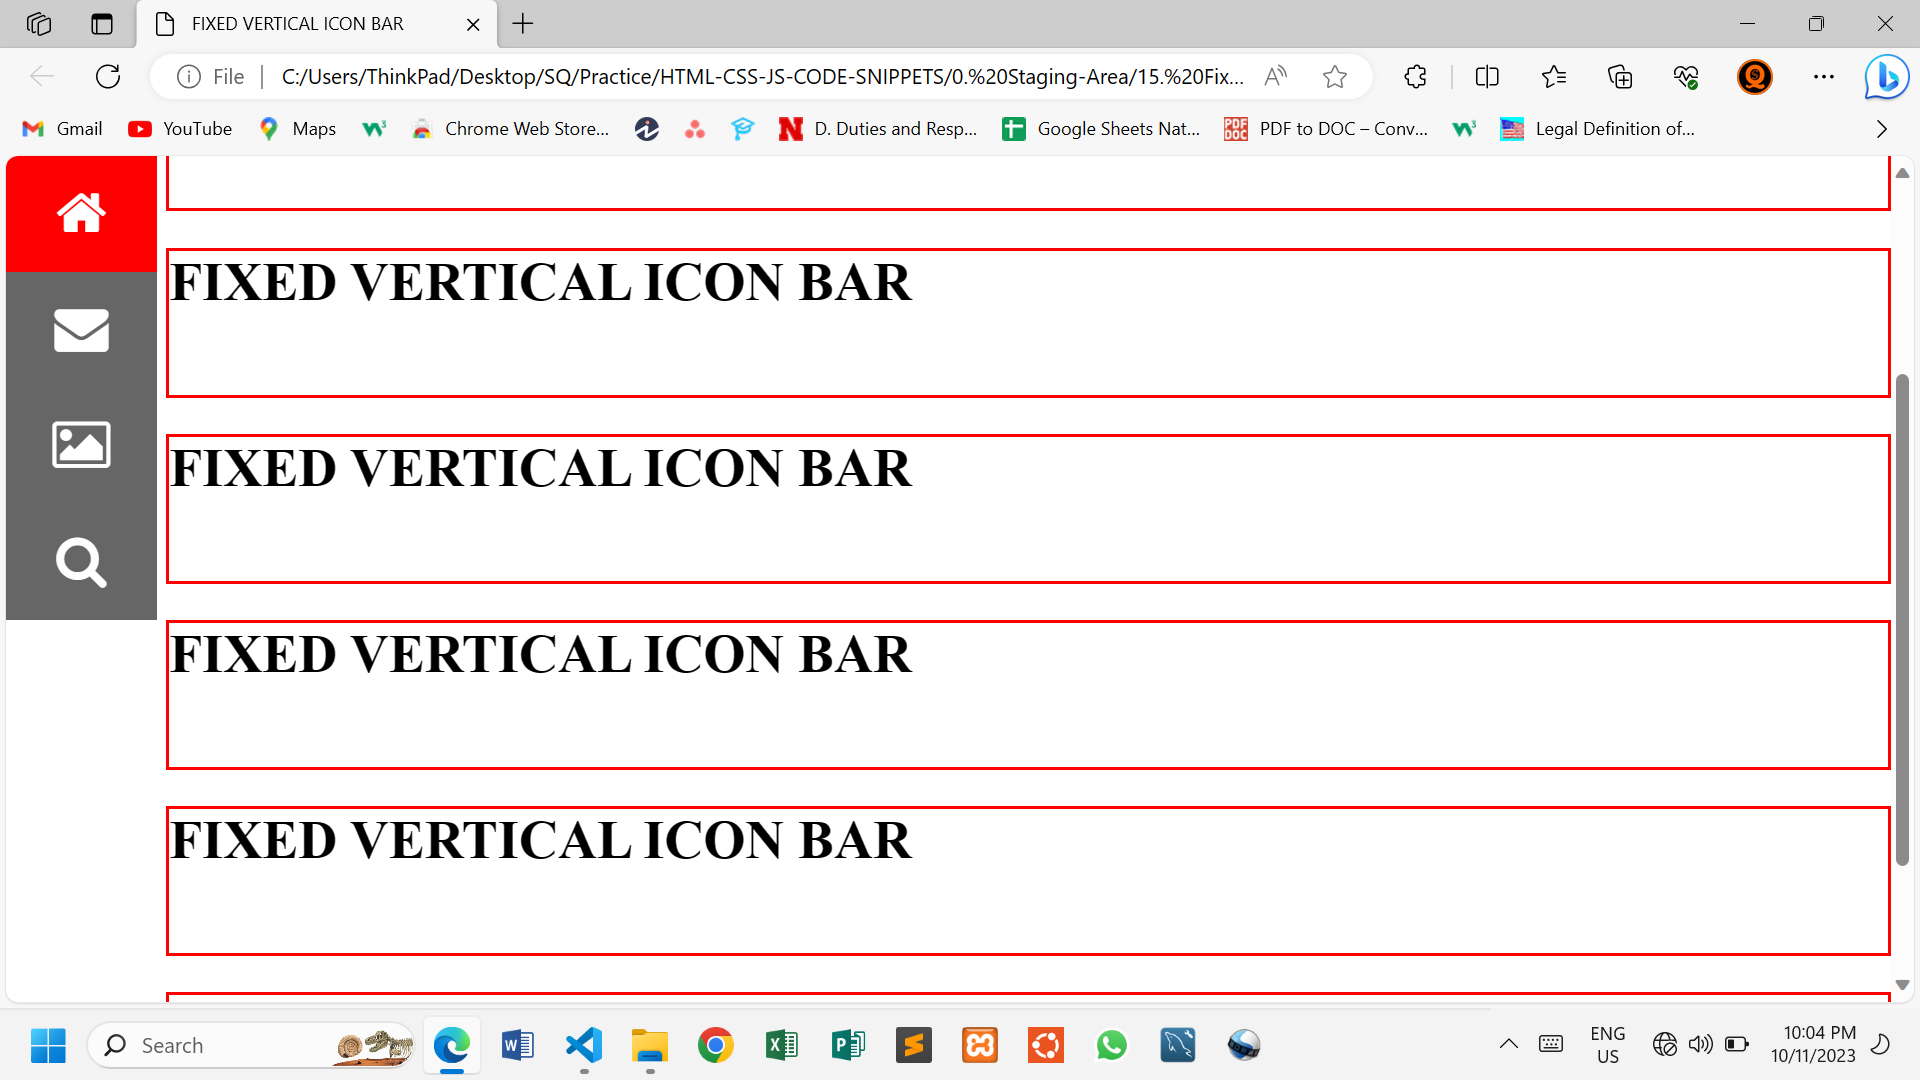 FIXED VERTICAL ICON BAR
File
C:/Users/ThinkPad/Desktop/SQ/Practice/HTML-CSS-JS-CODE-SNIPPETS/0.%20Staging-Area/15.%20Fix...
Gmail
YouTube
Maps
Chrome Web Store...
D. Duties and Resp...
Google Sheets Nat...
PDF to DOC – Conv...
Legal Definition of...
FIXED VERTICAL ICON BAR
FIXED VERTICAL ICON BAR
FIXED VERTICAL ICON BAR
FIXED VERTICAL ICON BAR
Search
ENG
US
10:04 PM
10/11/2023